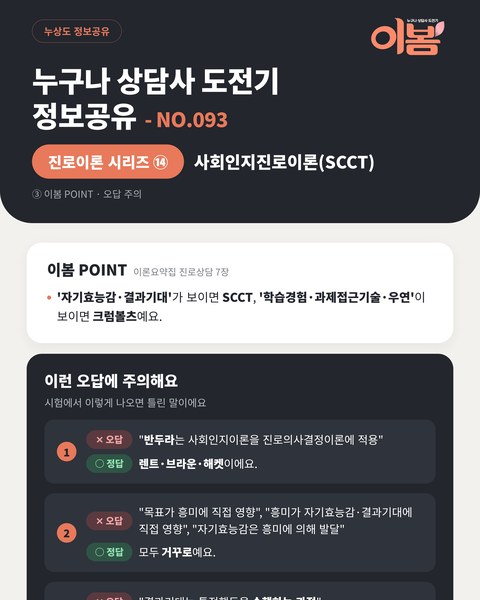 누상도 정보공유
누구나 상담사 도전기
이봄
누구나 상담사 도전기
정보공유 - NO.093
진로이론 시리즈 ⑭ 사회인지진로이론(SCCT)
③ 이봄 POINT · 오답 주의
이봄 POINT 이론요약집 진로상담 7장
• '자기효능감·결과기대'가 보이면 SCCT, '학습경험·과제접근기술·우연'이
보이면 크럼볼츠예요.
이런 오답에 주의해요
시험에서 이렇게 나오면 틀린 말이에요
1
× 오답 "반두라는 사회인지이론을 진로의사결정이론에 적용"
○ 정답 렌트·브라운·해켓이에요.
2
× 오답 "목표가 흥미에 직접 영향", "흥미가 자기효능감·결과기대에
직접 영향", "자기효능감은 흥미에 의해 발달"
○ 정답 모두 거꾸로예요.